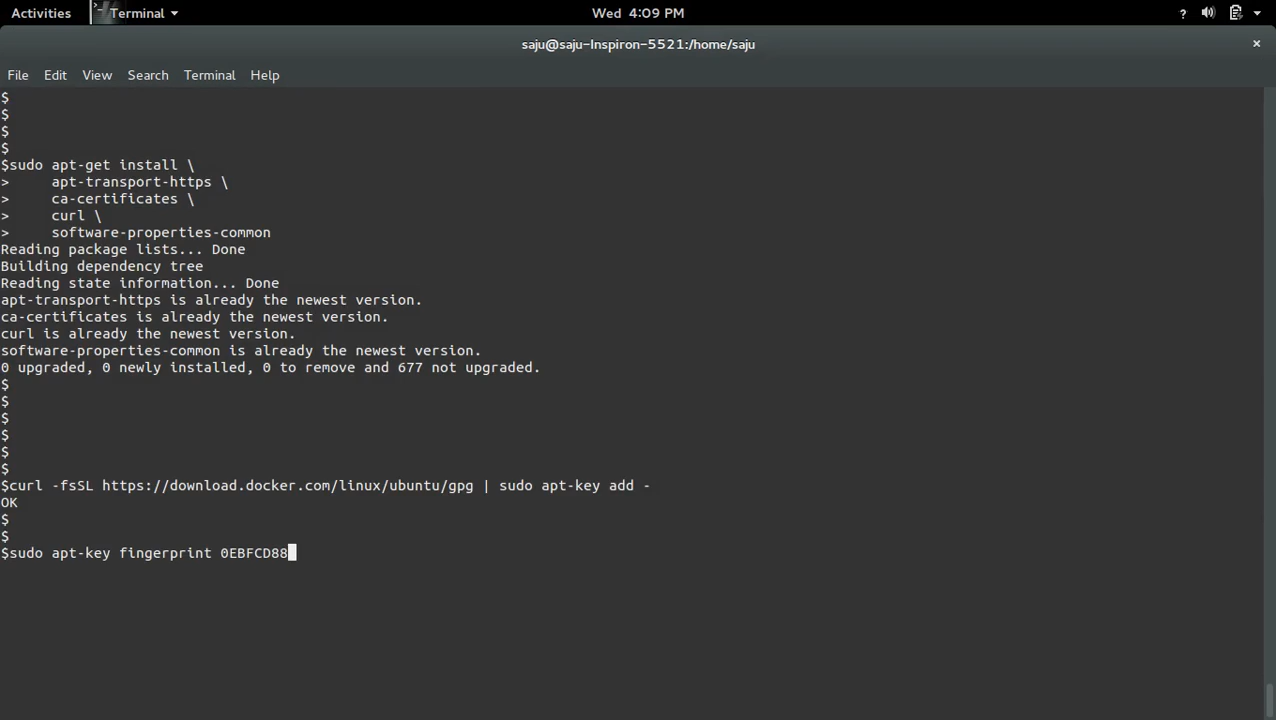 Activities
Terminal
Wed 4:09 PM
?
saju@saju-Inspiron-5521:/home/saju
×
File Edit View Search Terminal Help
$
$
$
$
$sudo apt-get install \
>     apt-transport-https \
>     ca-certificates \
>     curl \
>     software-properties-common
Reading package lists... Done
Building dependency tree
Reading state information... Done
apt-transport-https is already the newest version.
ca-certificates is already the newest version.
curl is already the newest version.
software-properties-common is already the newest version.
0 upgraded, 0 newly installed, 0 to remove and 677 not upgraded.
$
$
$
$
$
$
$curl -fsSL https://download.docker.com/linux/ubuntu/gpg | sudo apt-key add -
OK
$
$
$sudo apt-key fingerprint 0EBFCD88